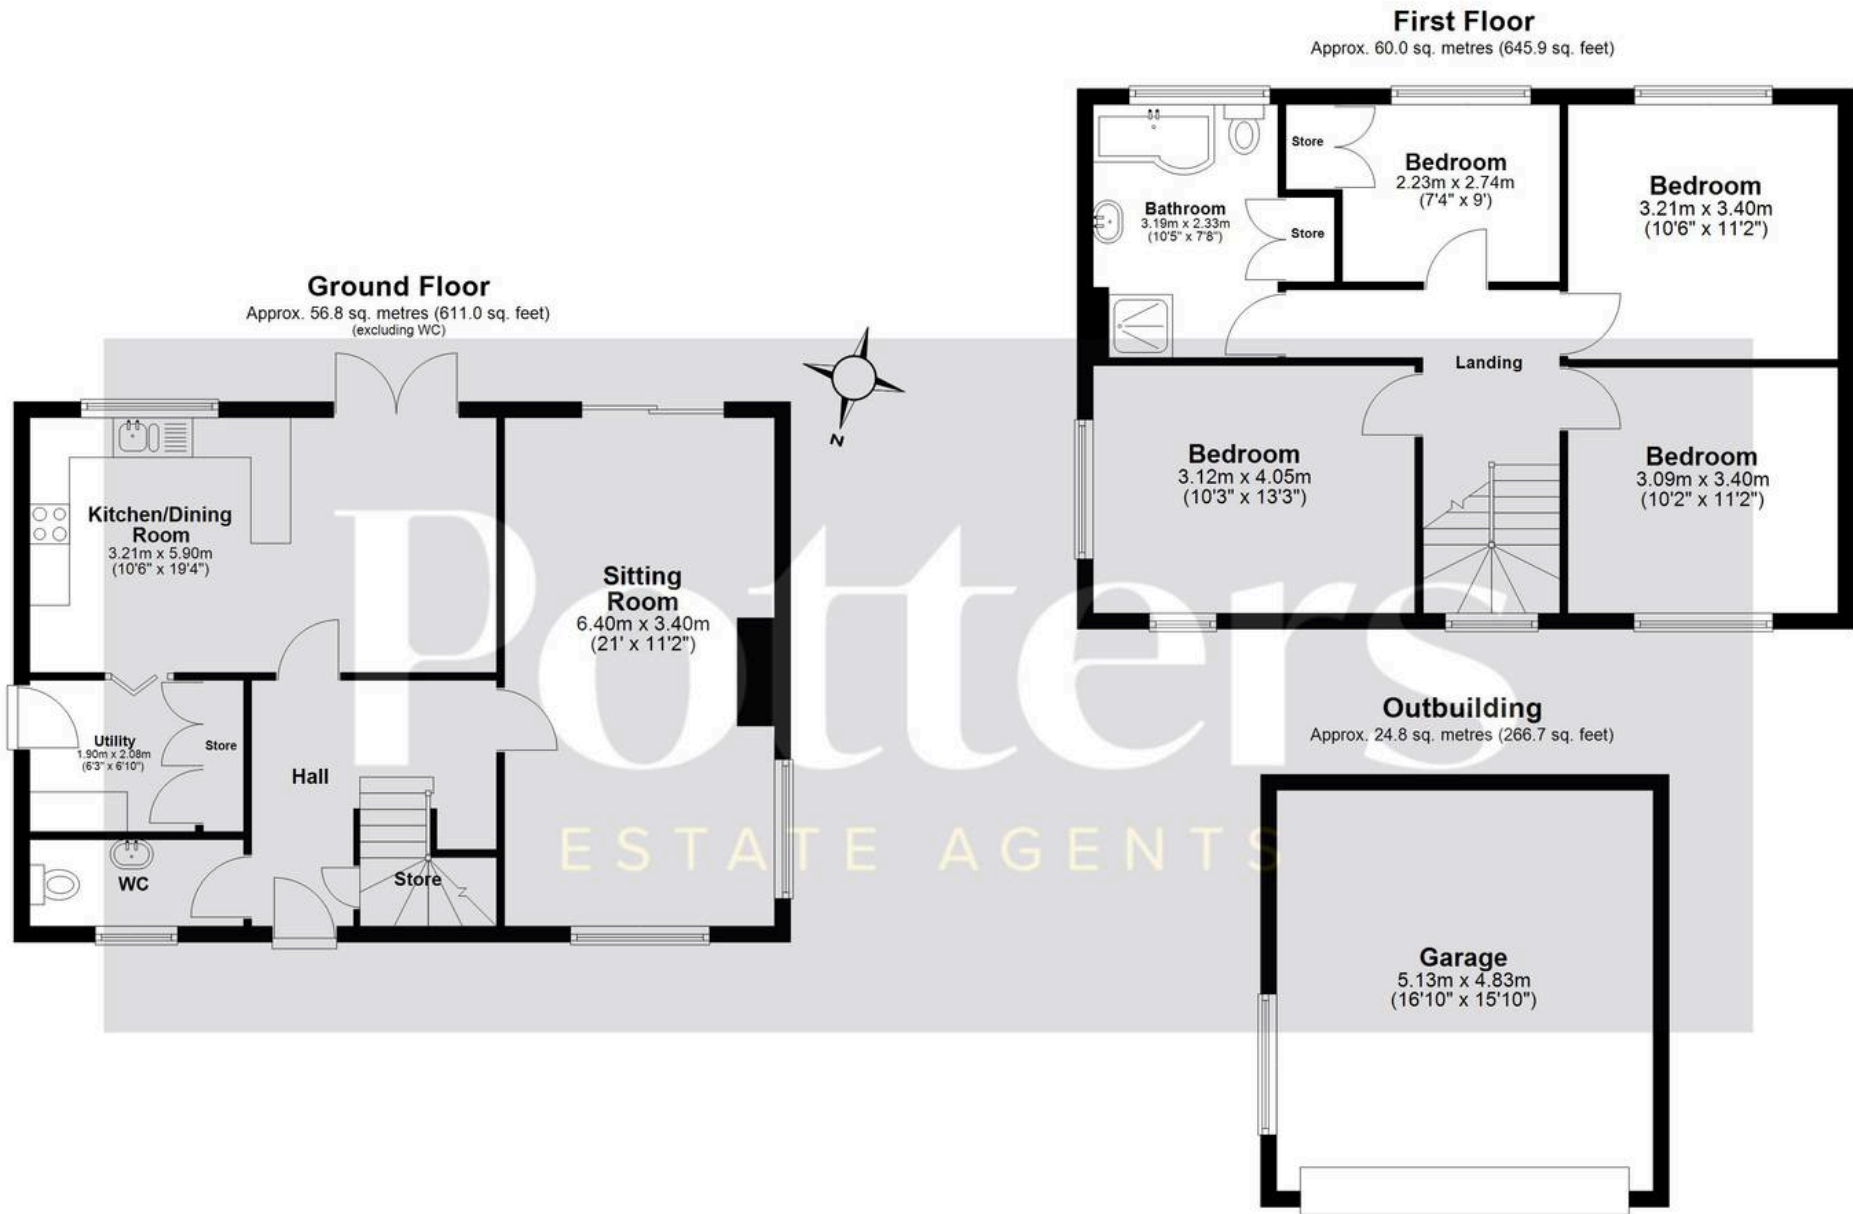 First Floor
Approx. 60.0 sq. metres (645.9 sq. feet)
Store
Bedroom
2.23m x 2.74m
(7'4" x 9')
Bedroom
3.21m x 3.40m
(10'6" x 11'2")
Bathroom
3.19m x 2.33m
(10'5" x 7'8")
Store
Landing
Bedroom
3.12m x 4.05m
(10'3" x 13'3")
Bedroom
3.09m x 3.40m
(10'2" x 11'2")
Ground Floor
Approx. 56.8 sq. metres (611.0 sq. feet)
(excluding WC)
N
Kitchen/Dining
Room
3.21m x 5.90m
(10'6" x 19'4")
Sitting
Room
6.40m x 3.40m
(21' x 11'2")
Utility
1.90m x 2.08m
(6'3" x 6'10")
Store
Hall
WC
Store
Potters
ESTATE AGENTS
Outbuilding
Approx. 24.8 sq. metres (266.7 sq. feet)
Garage
5.13m x 4.83m
(16'10" x 15'10")